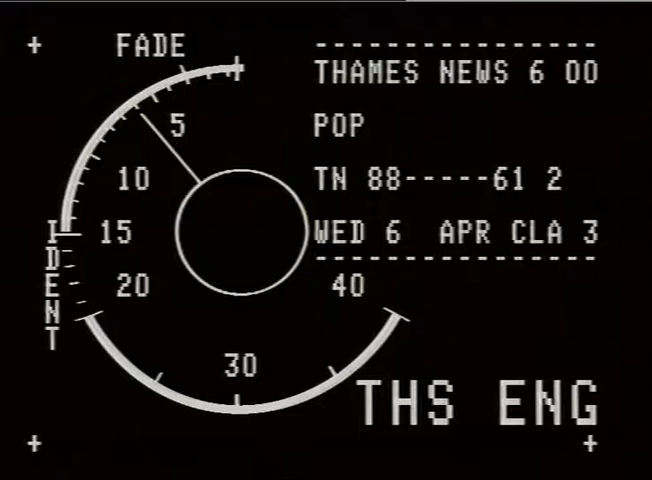 FADE
THAMES NEWS 6 00
5
POP
10
TN 88-----61 2
15
WED 6 APR CLA 3
IDENT
20
40
30
THS ENG